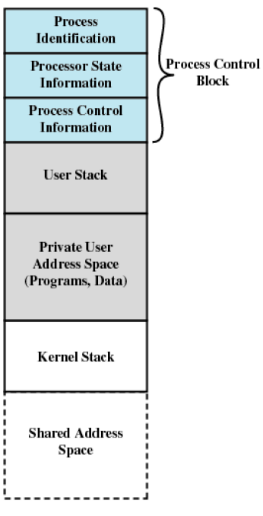 Process
Identification
Processor State
Information
Process Control
Information
Process Control
Block
User Stack
Private User
Address Space
(Programs, Data)
Kernel Stack
Shared Address
Space